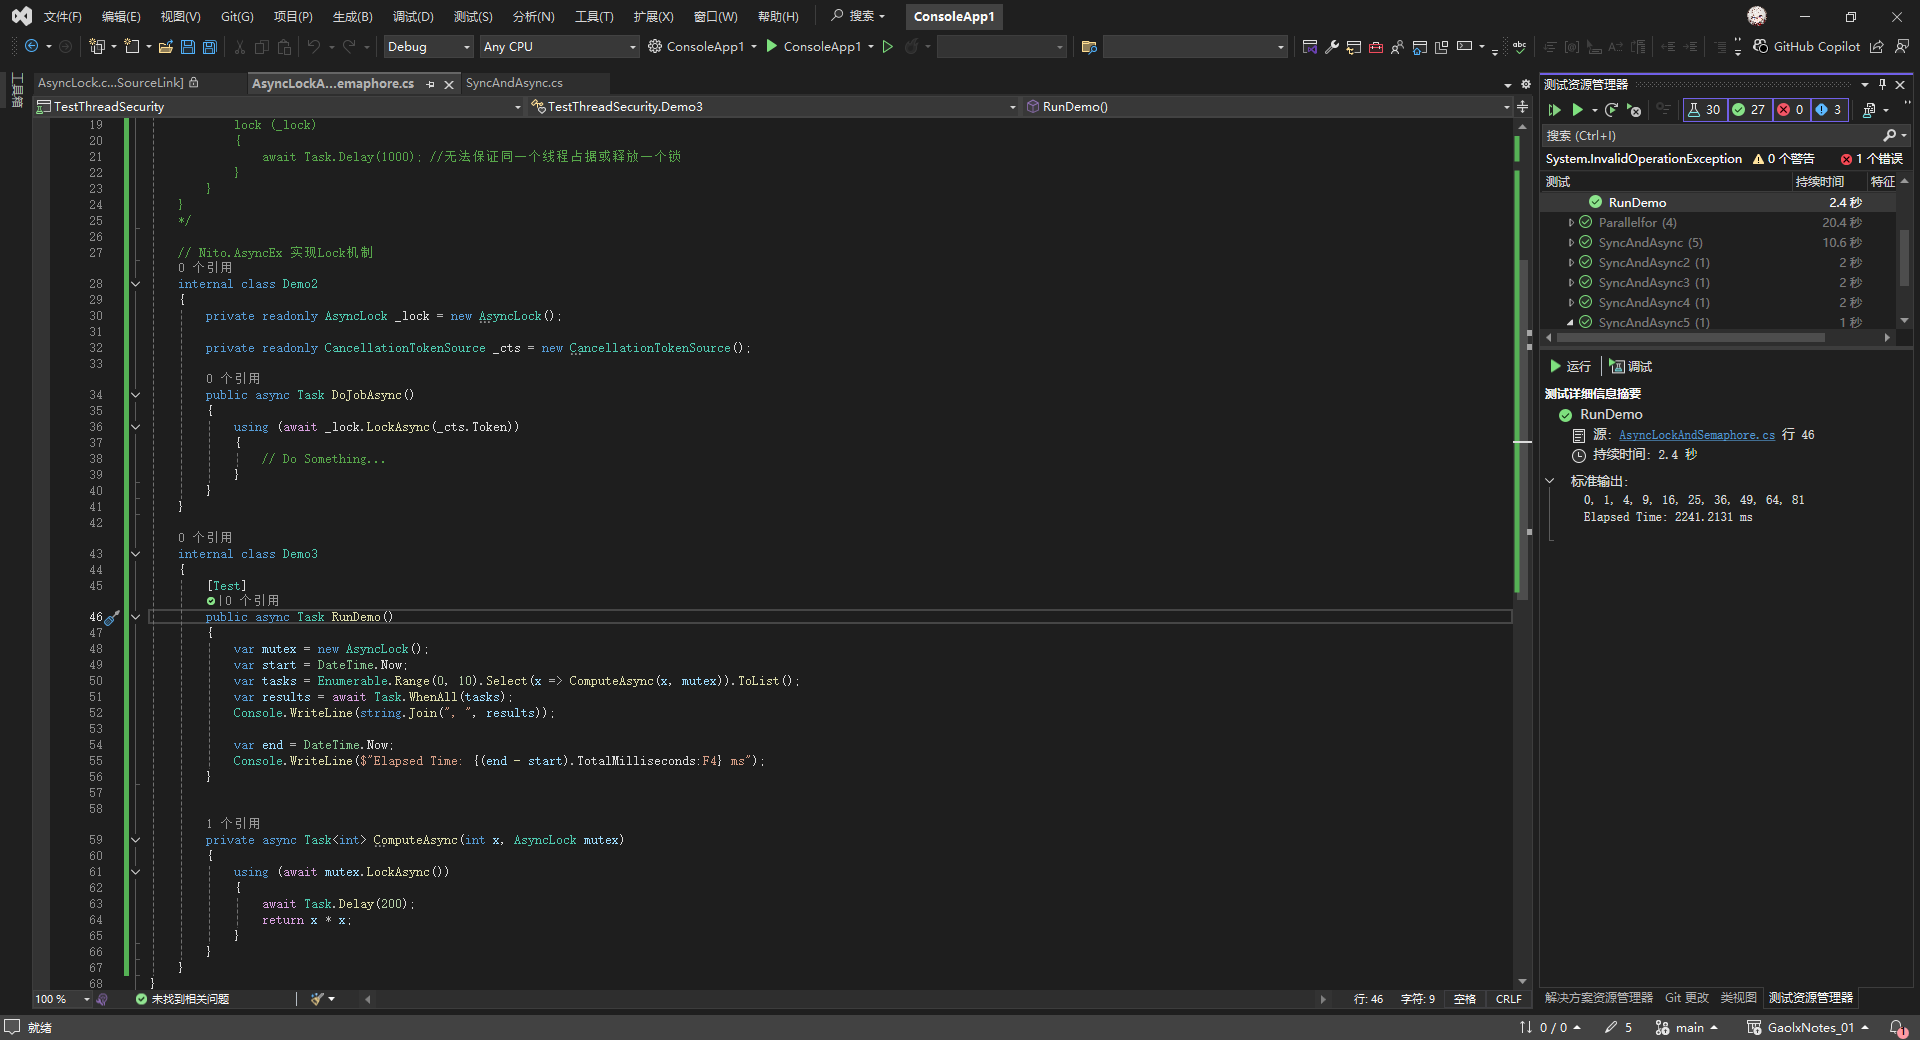 文件(F) 编辑(E) 视图(V) Git(G) 项目(P) 生成(B) 调试(D) 测试(S) 分析(N) 工具(T) 扩展(X) 窗口(W) 帮助(H) 搜索 ConsoleApp1
Debug Any CPU ConsoleApp1 ConsoleApp1 GitHub Copilot
工具箱
AsyncLock.c...SourceLink] AsyncLockA...emaphore.cs SyncAndAsync.cs
TestThreadSecurity TestThreadSecurity.Demo3 RunDemo()
19 lock (_lock)
20 {
21 await Task.Delay(1000); //无法保证同一个线程占据或释放一个锁
22 }
23 }
24 }
25 */
26
27 // Nito.AsyncEx 实现Lock机制
0 个引用
28 internal class Demo2
29 {
30 private readonly AsyncLock _lock = new AsyncLock();
31
32 private readonly CancellationTokenSource _cts = new CancellationTokenSource();
33
0 个引用
34 public async Task DoJobAsync()
35 {
36 using (await _lock.LockAsync(_cts.Token))
37 {
38 // Do Something...
39 }
40 }
41 }
42
0 个引用
43 internal class Demo3
44 {
45 [Test]
|0 个引用
46 public async Task RunDemo()
47 {
48 var mutex = new AsyncLock();
49 var start = DateTime.Now;
50 var tasks = Enumerable.Range(0, 10).Select(x => ComputeAsync(x, mutex)).ToList();
51 var results = await Task.WhenAll(tasks);
52 Console.WriteLine(string.Join(", ", results));
53
54 var end = DateTime.Now;
55 Console.WriteLine($"Elapsed Time: {(end - start).TotalMilliseconds:F4} ms");
56 }
57
58
1 个引用
59 private async Task<int> ComputeAsync(int x, AsyncLock mutex)
60 {
61 using (await mutex.LockAsync())
62 {
63 await Task.Delay(200);
64 return x * x;
65 }
66 }
67 }
68 }
100 % 未找到相关问题 行: 46 字符: 9 空格 CRLF
测试资源管理器
30 27 0 3
搜索 (Ctrl+I)
System.InvalidOperationException 0 个警告 1 个错误
测试 持续时间 特征
RunDemo 2.4 秒
Parallelfor (4) 20.4 秒
SyncAndAsync (5) 10.6 秒
SyncAndAsync2 (1) 2 秒
SyncAndAsync3 (1) 2 秒
SyncAndAsync4 (1) 2 秒
SyncAndAsync5 (1) 1 秒
运行 调试
测试详细信息摘要
RunDemo
源: AsyncLockAndSemaphore.cs 行 46
持续时间: 2.4 秒
标准输出:
0, 1, 4, 9, 16, 25, 36, 49, 64, 81
Elapsed Time: 2241.2131 ms
解决方案资源管理器 Git 更改 类视图 测试资源管理器
就绪 0 / 0 5 main GaolxNotes_01 1